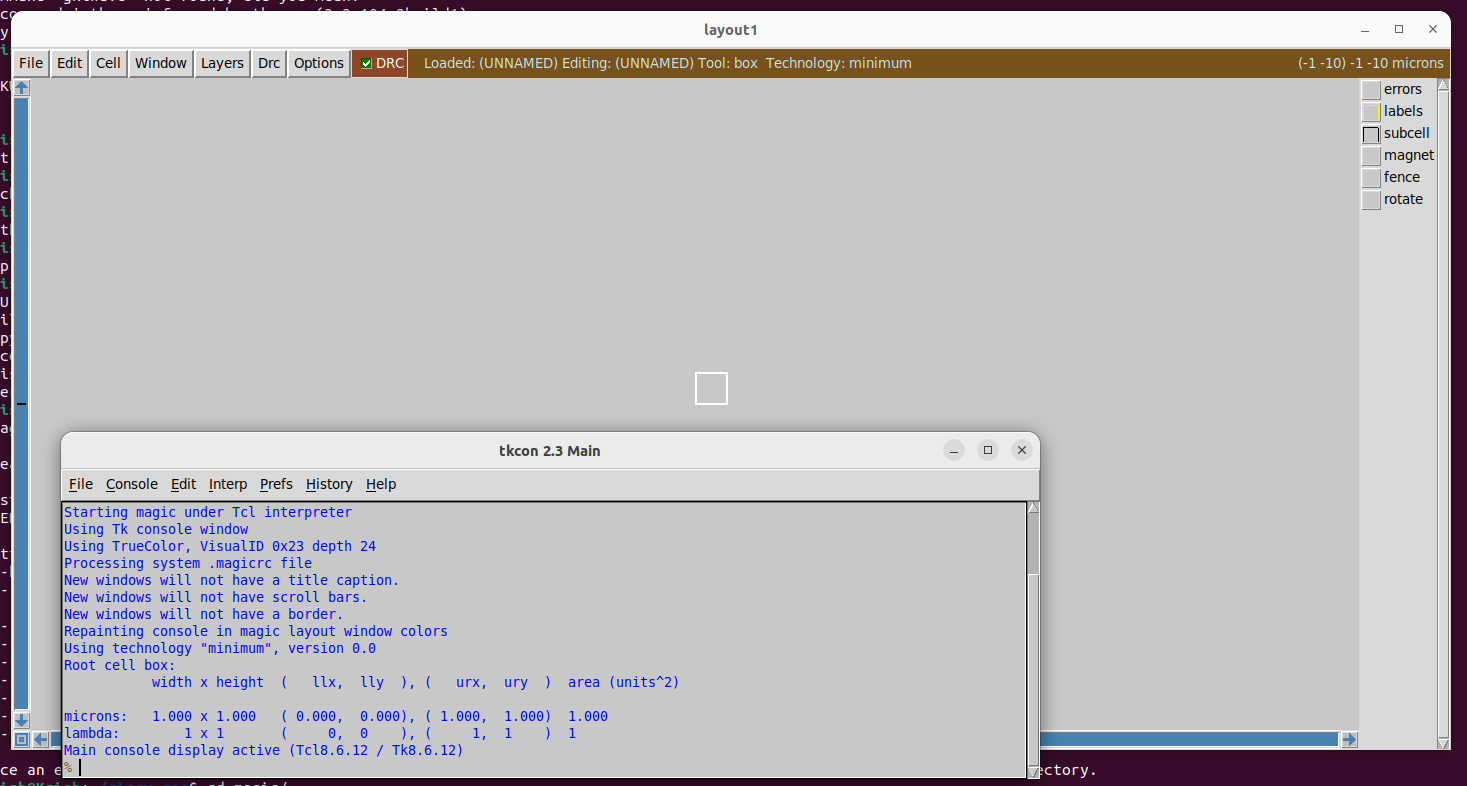 layout1
File Edit Cell Window Layers Drc Options DRC Loaded: (UNNAMED) Editing: (UNNAMED) Tool: box Technology: minimum (-1 -10) -1 -10 microns
errors
labels
subcell
magnet
fence
rotate
tkcon 2.3 Main
File Console Edit Interp Prefs History Help
Starting magic under Tcl interpreter
Using Tk console window
Using TrueColor, VisualID 0x23 depth 24
Processing system .magicrc file
New windows will not have a title caption.
New windows will not have scroll bars.
New windows will not have a border.
Repainting console in magic layout window colors
Using technology "minimum", version 0.0
Root cell box:
width x height ( llx, lly ), ( urx, ury ) area (units^2)
microns: 1.000 x 1.000 ( 0.000, 0.000), ( 1.000, 1.000) 1.000
lambda: 1 x 1 ( 0, 0 ), ( 1, 1 ) 1
Main console display active (Tcl8.6.12 / Tk8.6.12)
%
ce an e
ectory.